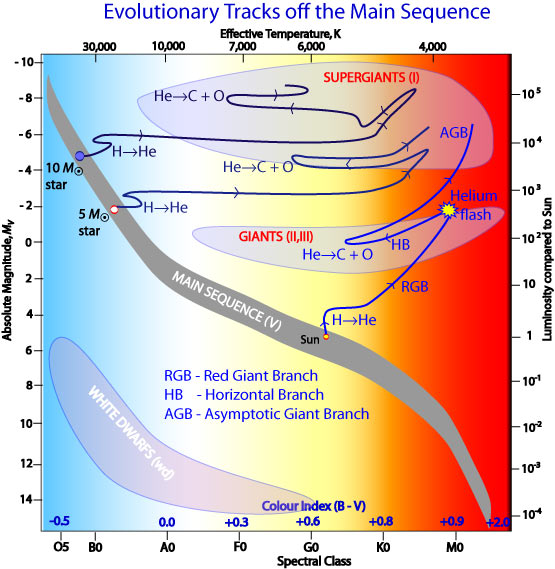 Evolutionary Tracks off the Main Sequence
Effective Temperature, K
30,000 10,000 7,000 6,000 4,000
-10
-8
-6
-4
-2
0
2
4
6
8
10
12
14
Absolute Magnitude, MV
10⁵
10⁴
10³
10²
10
1
10⁻¹
10⁻²
10⁻³
10⁻⁴
Luminosity compared to Sun
SUPERGIANTS (I)
He→C + O
AGB
H→He
10 M☉
star
He→C + O
Helium
flash
H→He
5 M☉
star
GIANTS (II,III)
HB
He→C + O
RGB
MAIN SEQUENCE (V)
H→He
Sun
RGB - Red Giant Branch
HB - Horizontal Branch
AGB - Asymptotic Giant Branch
WHITE DWARFS (wd)
Colour Index (B - V)
-0.5 0.0 +0.3 +0.6 +0.8 +0.9 +2.0
O5 B0 A0 F0 G0 K0 M0
Spectral Class